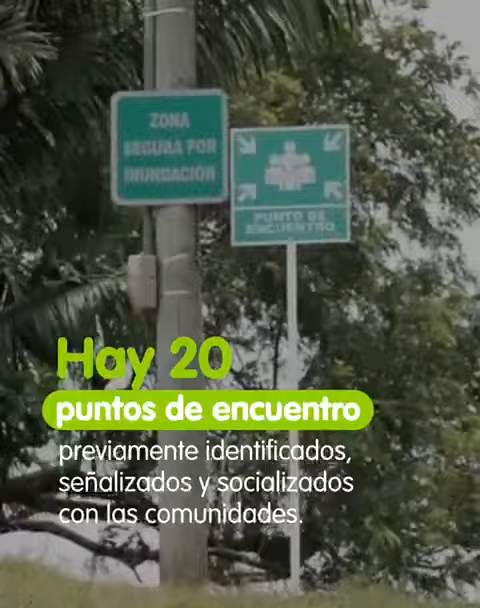 ZONA
SEGURA POR
INUNDACIÓN
PUNTO DE
ENCUENTRO
Hay 20
puntos de encuentro
previamente identificados,
señalizados y socializados
con las comunidades.